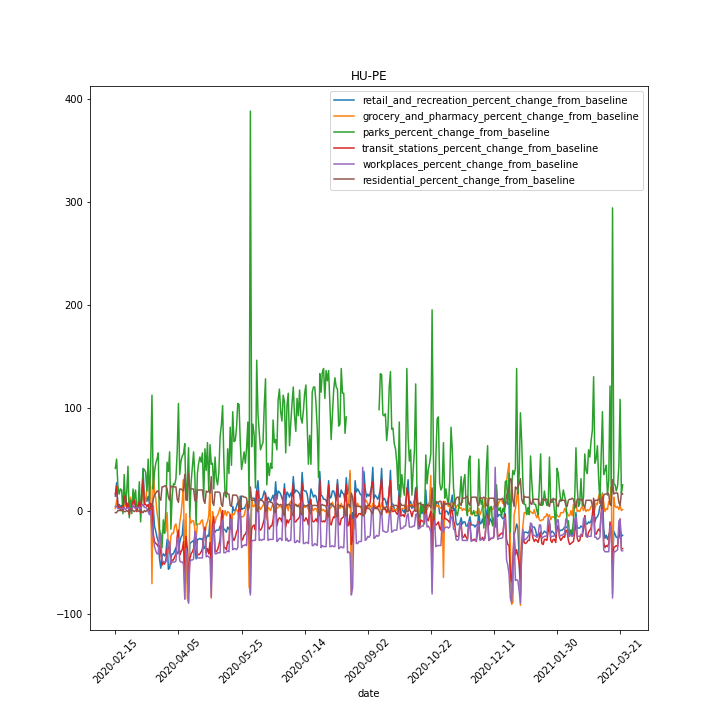 HU-PE
400
300
200
100
0
−100
retail_and_recreation_percent_change_from_baseline
grocery_and_pharmacy_percent_change_from_baseline
parks_percent_change_from_baseline
transit_stations_percent_change_from_baseline
workplaces_percent_change_from_baseline
residential_percent_change_from_baseline
2020-02-15
2020-04-05
2020-05-25
2020-07-14
2020-09-02
2020-10-22
2020-12-11
2021-01-30
2021-03-21
date